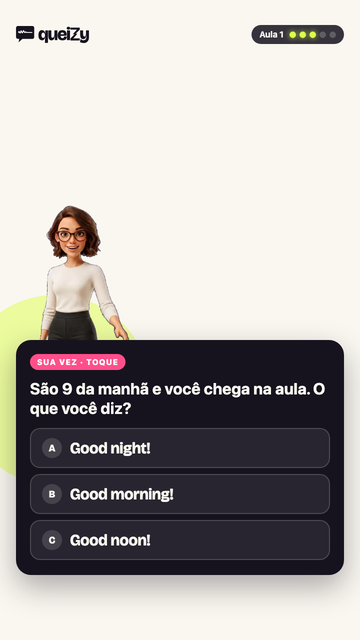 queiZy
Aula 1
SUA VEZ · TOQUE
São 9 da manhã e você chega na aula. O
que você diz?
A Good night!
B Good morning!
C Good noon!